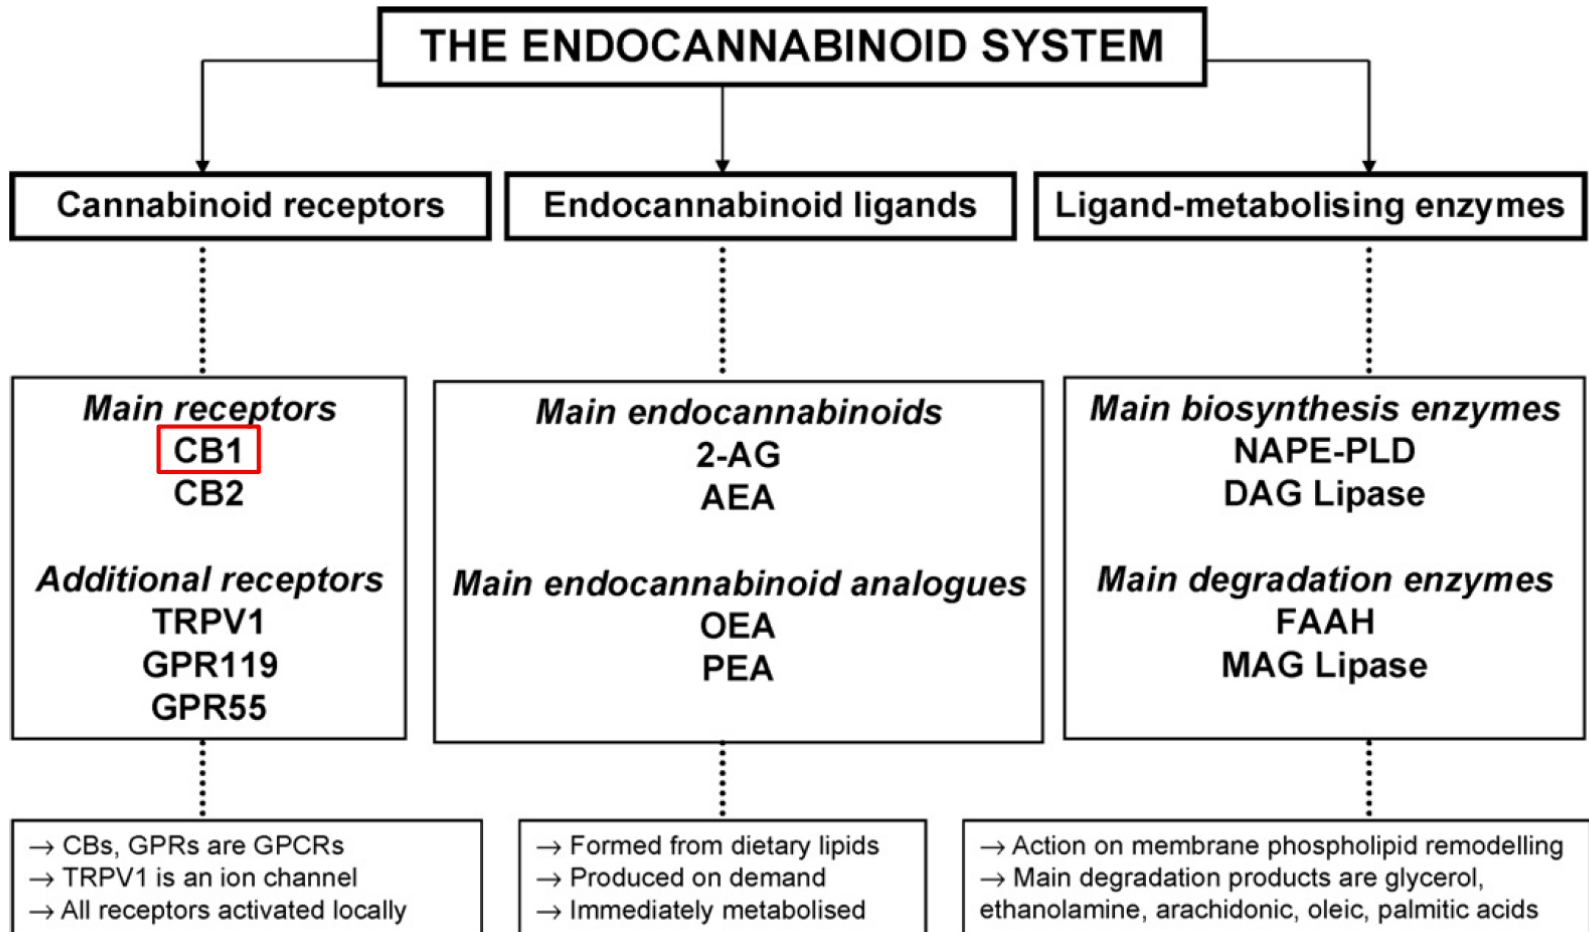 THE ENDOCANNABINOID SYSTEM
Cannabinoid receptors
Endocannabinoid ligands
Ligand-metabolising enzymes
Main receptors
CB1
CB2
Additional receptors
TRPV1
GPR119
GPR55
Main endocannabinoids
2-AG
AEA
Main endocannabinoid analogues
OEA
PEA
Main biosynthesis enzymes
NAPE-PLD
DAG Lipase
Main degradation enzymes
FAAH
MAG Lipase
→ CBs, GPRs are GPCRs
→ TRPV1 is an ion channel
→ All receptors activated locally
→ Formed from dietary lipids
→ Produced on demand
→ Immediately metabolised
→ Action on membrane phospholipid remodelling
→ Main degradation products are glycerol,
ethanolamine, arachidonic, oleic, palmitic acids